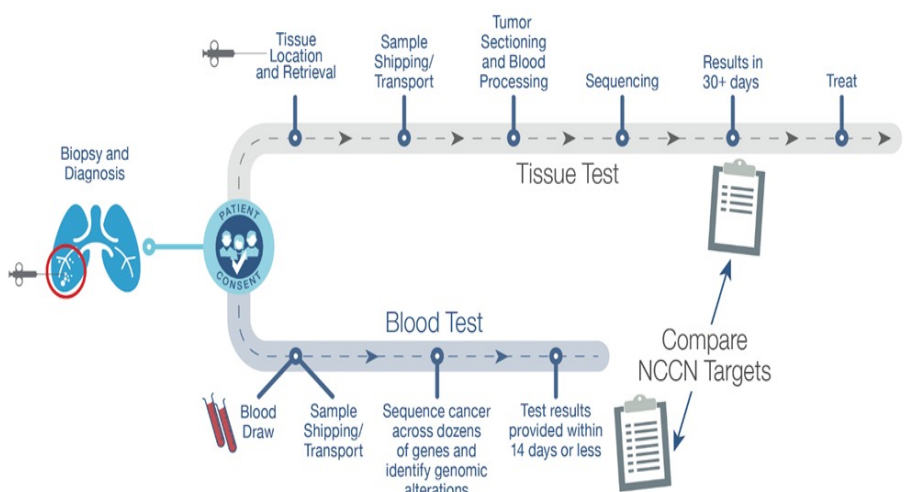 Tissue
Location
and Retrieval
Sample
Shipping/
Transport
Tumor
Sectioning
and Blood
Processing
Sequencing
Results in
30+ days
Treat
Tissue Test
Biopsy and
Diagnosis
PATIENT
CONSENT
Blood Test
Blood
Draw
Sample
Shipping/
Transport
Sequence cancer
across dozens
of genes and
identify genomic
alterations
Test results
provided within
14 days or less
Compare
NCCN Targets